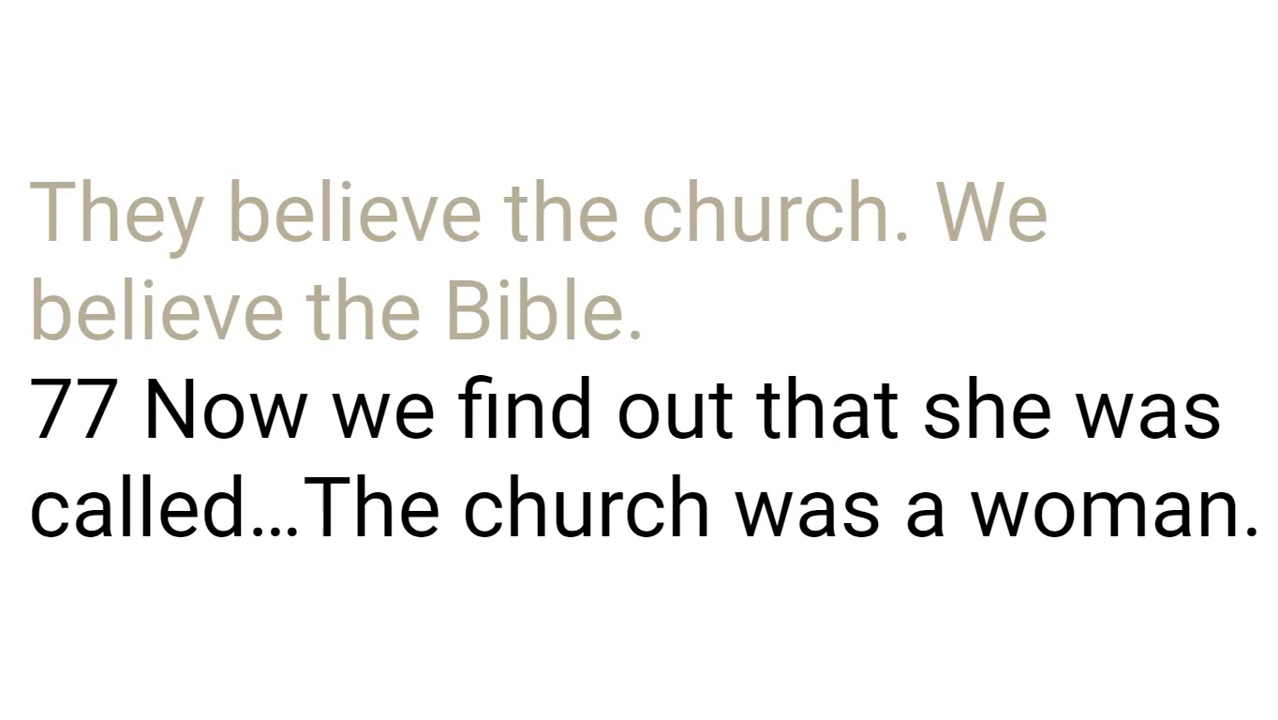 They believe the church. We
believe the Bible.
77 Now we find out that she was
called…The church was a woman.